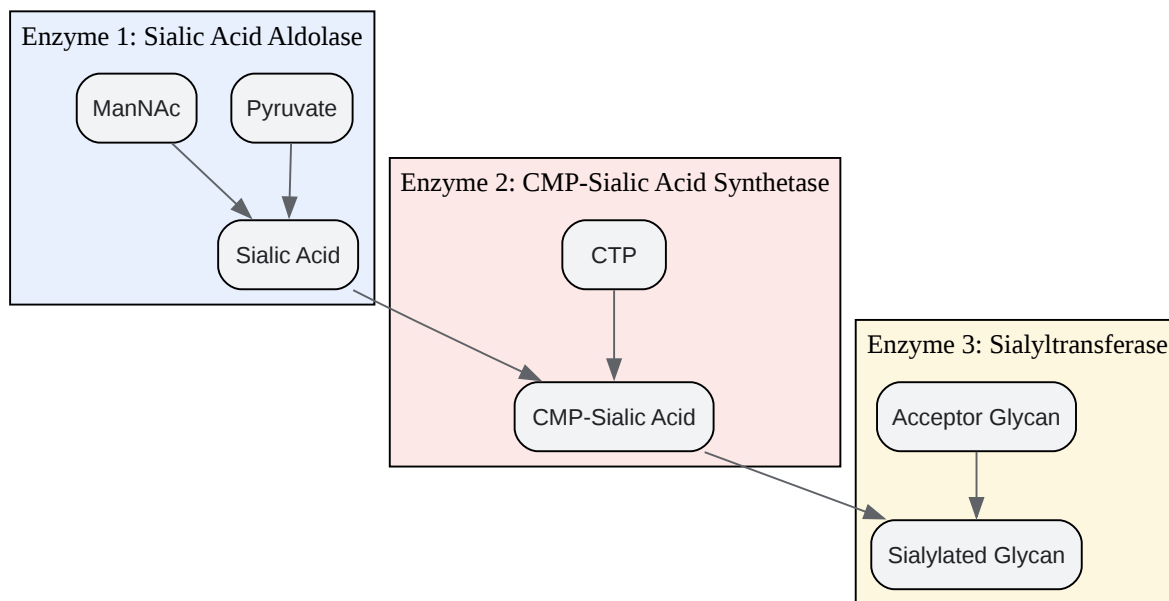 Enzyme 1: Sialic Acid Aldolase
ManNAc
Pyruvate
Sialic Acid
Enzyme 2: CMP-Sialic Acid Synthetase
CTP
CMP-Sialic Acid
Enzyme 3: Sialyltransferase
Acceptor Glycan
Sialylated Glycan